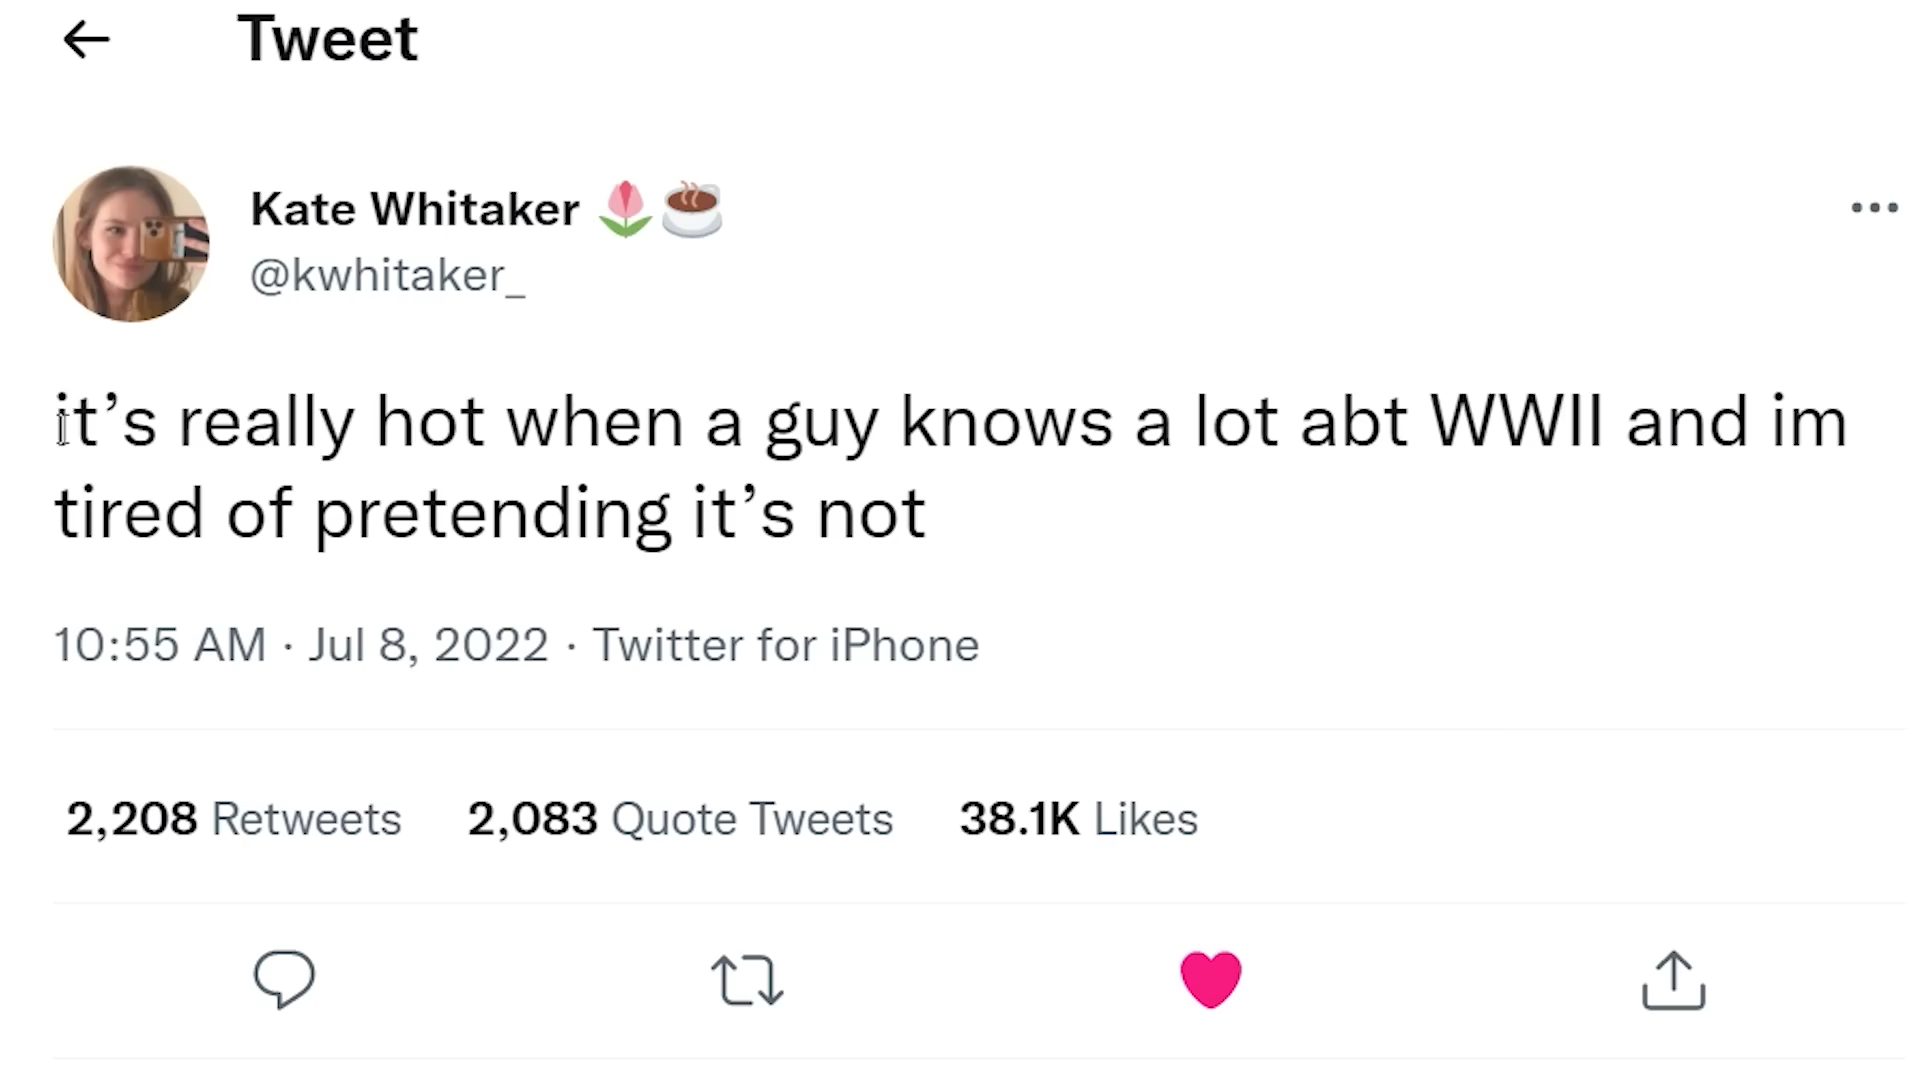 Tweet
Kate Whitaker 🌷☕
@kwhitaker_
it’s really hot when a guy knows a lot abt WWII and im
tired of pretending it’s not
10:55 AM · Jul 8, 2022 · Twitter for iPhone
2,208 Retweets 2,083 Quote Tweets 38.1K Likes